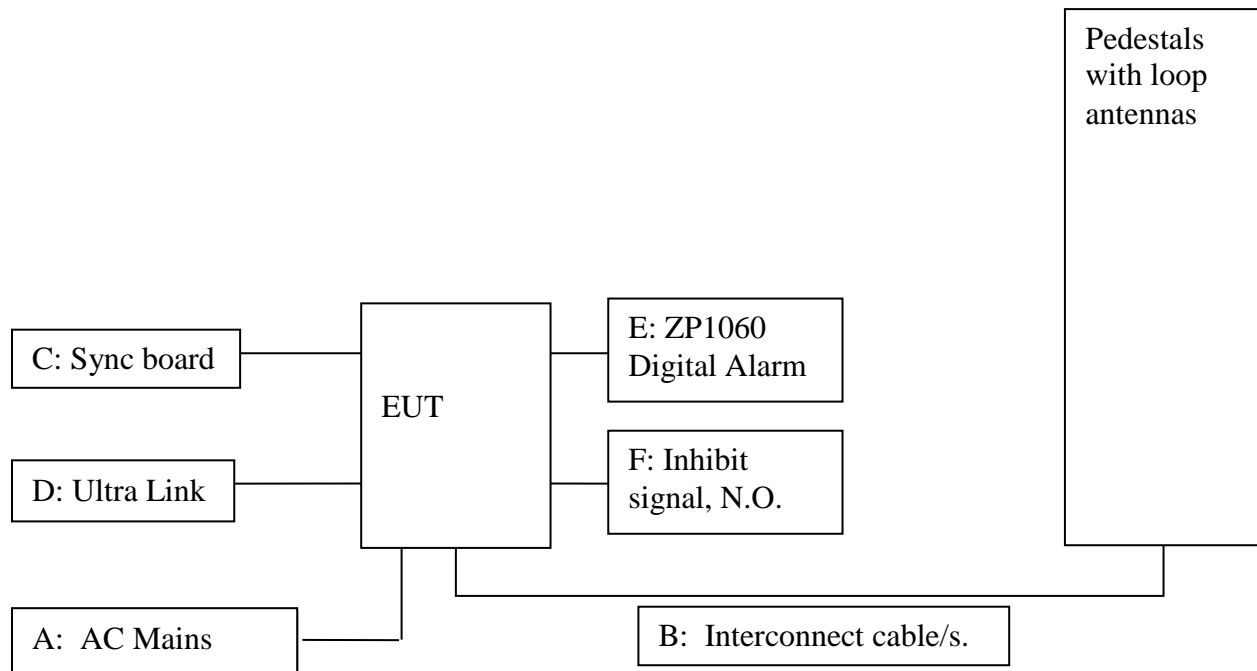 Pedestals
with loop
antennas
E: ZP1060
Digital Alarm
C: Sync board
EUT
F: Inhibit
signal, N.O.
D: Ultra Link
A:  AC Mains
B:  Interconnect cable/s.